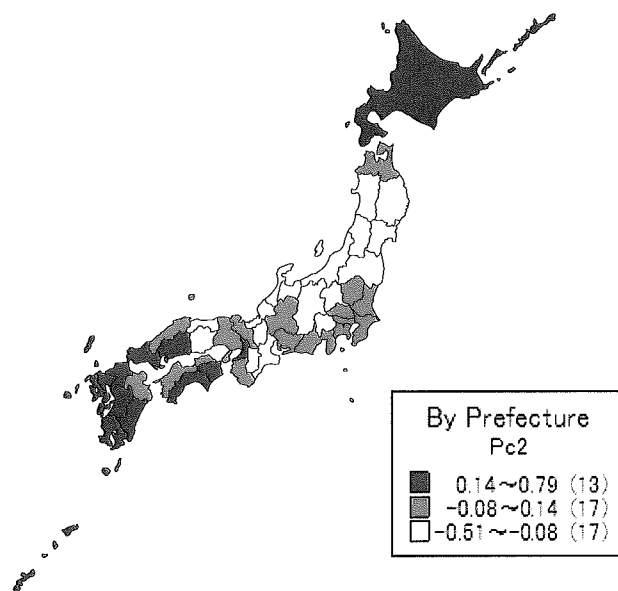 By Prefecture
Pc2
0.14～0.79 (13)
-0.08～0.14 (17)
-0.51～-0.08 (17)